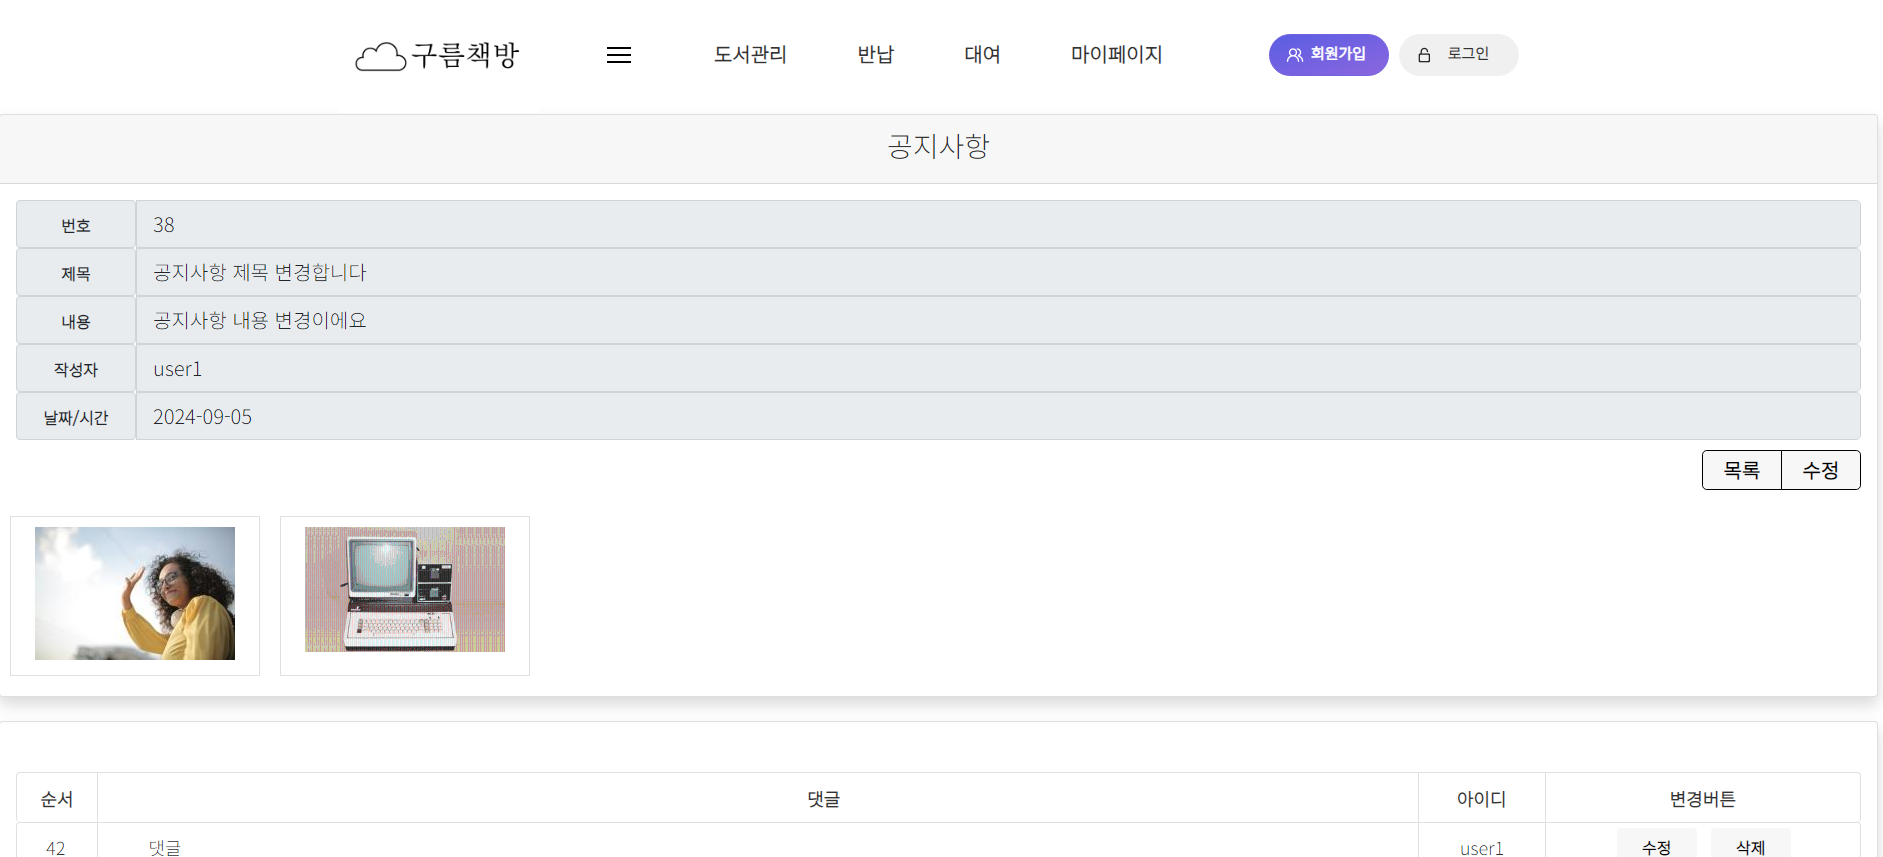 구름책방
도서관리 반납 대여 마이페이지 회원가입 로그인
공지사항
번호 38
제목 공지사항 제목 변경합니다
내용 공지사항 내용 변경이에요
작성자 user1
날짜/시간 2024-09-05
목록 수정
순서 댓글 아이디 변경버튼
42 댓글 user1 수정 삭제